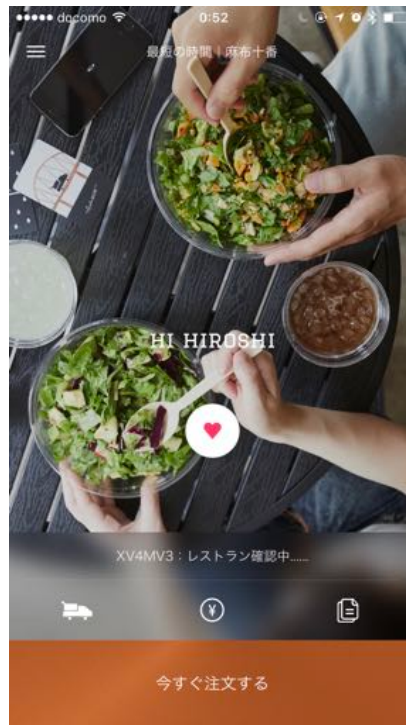 docomo 0:52
最短の時間 | 麻布十番
HI HIROSHI
XV4MV3：レストラン確認中......
¥
今すぐ注文する